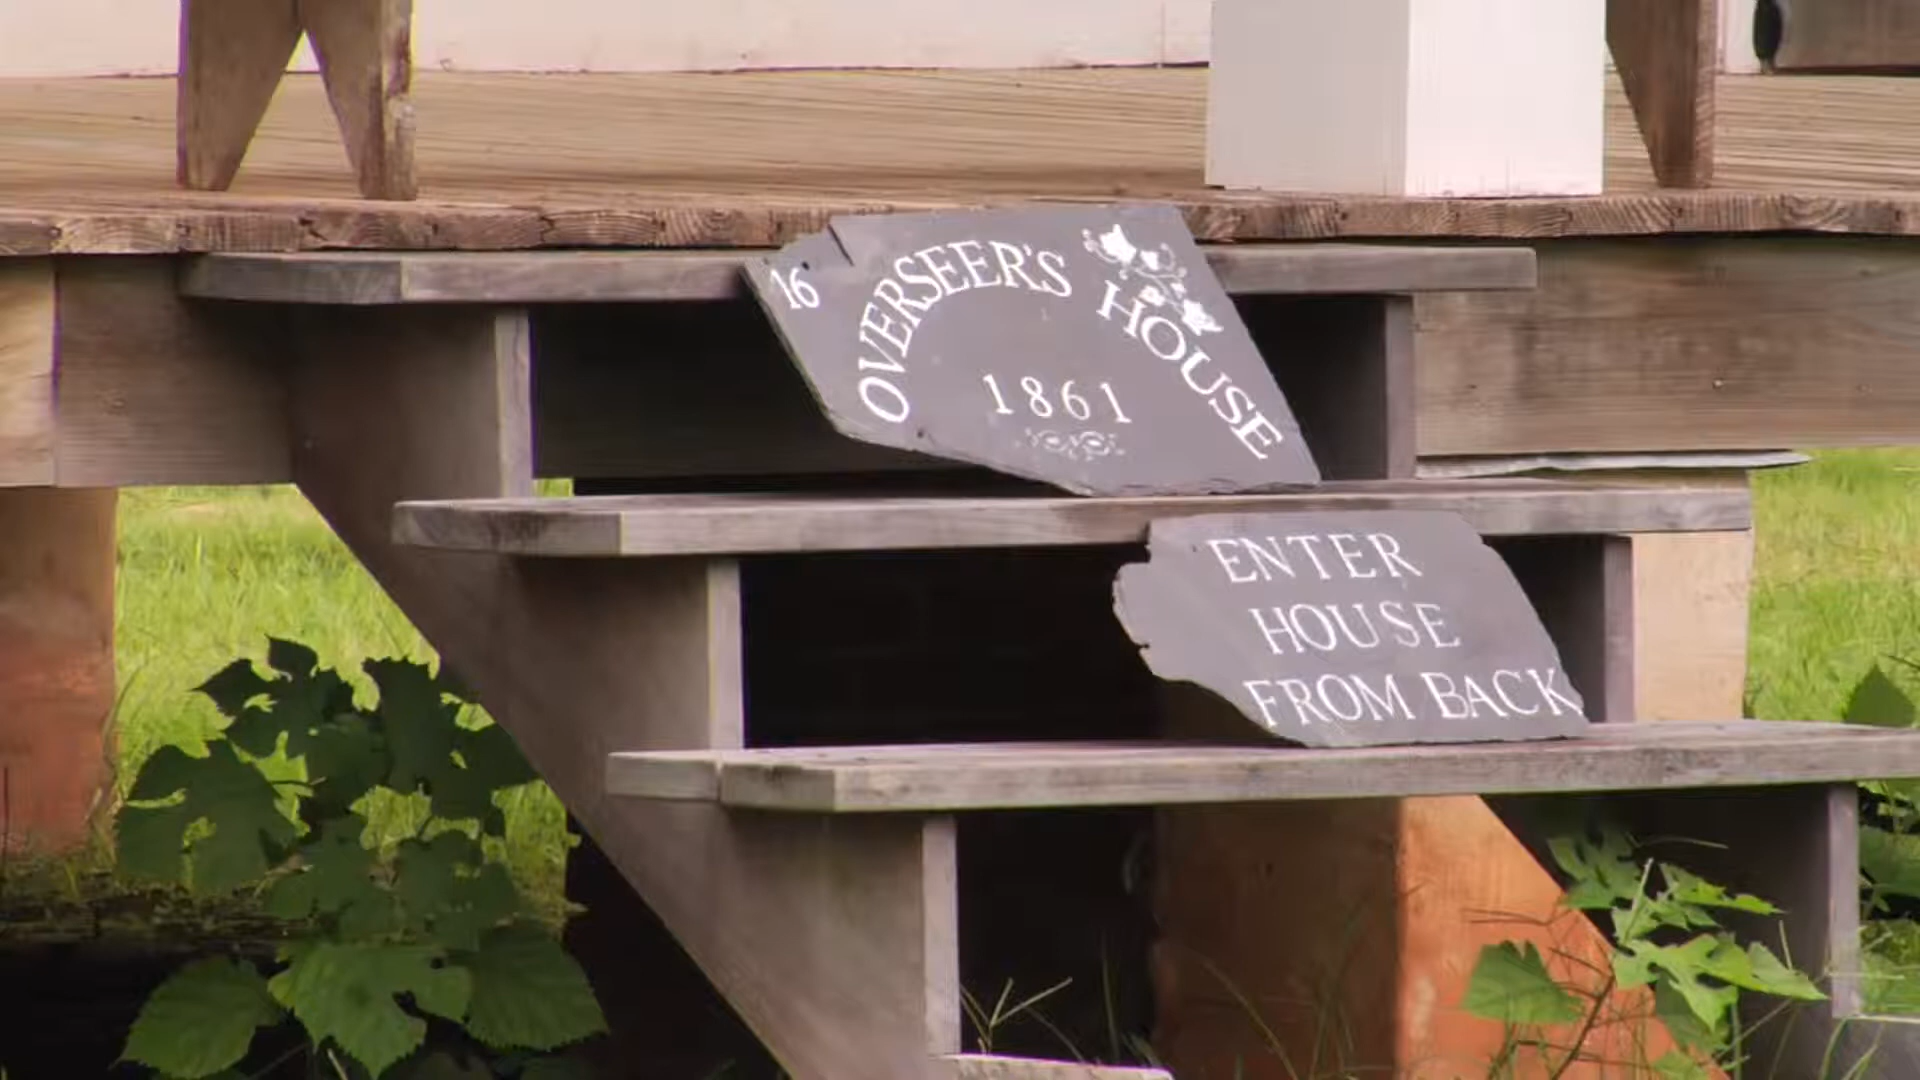 16
OVERSEER'S HOUSE
1861
ENTER
HOUSE
FROM BACK